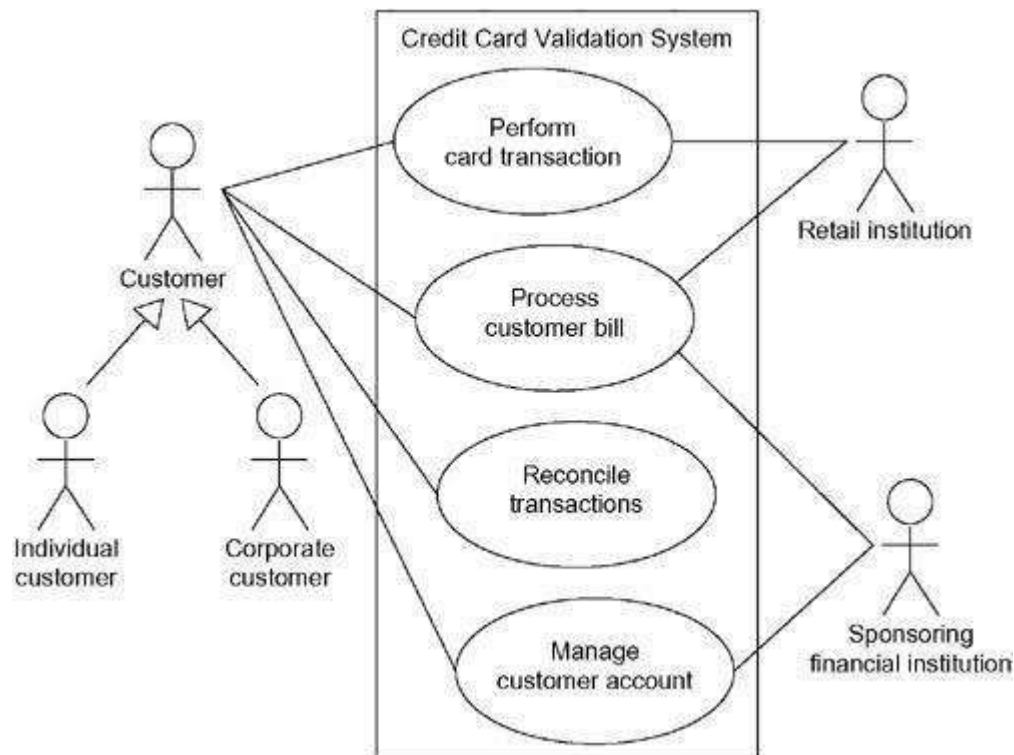 Credit Card Validation System
Perform
card transaction
Retail institution
Customer
Process
customer bill
Reconcile
transactions
Individual
customer
Corporate
customer
Manage
customer account
Sponsoring
financial institution